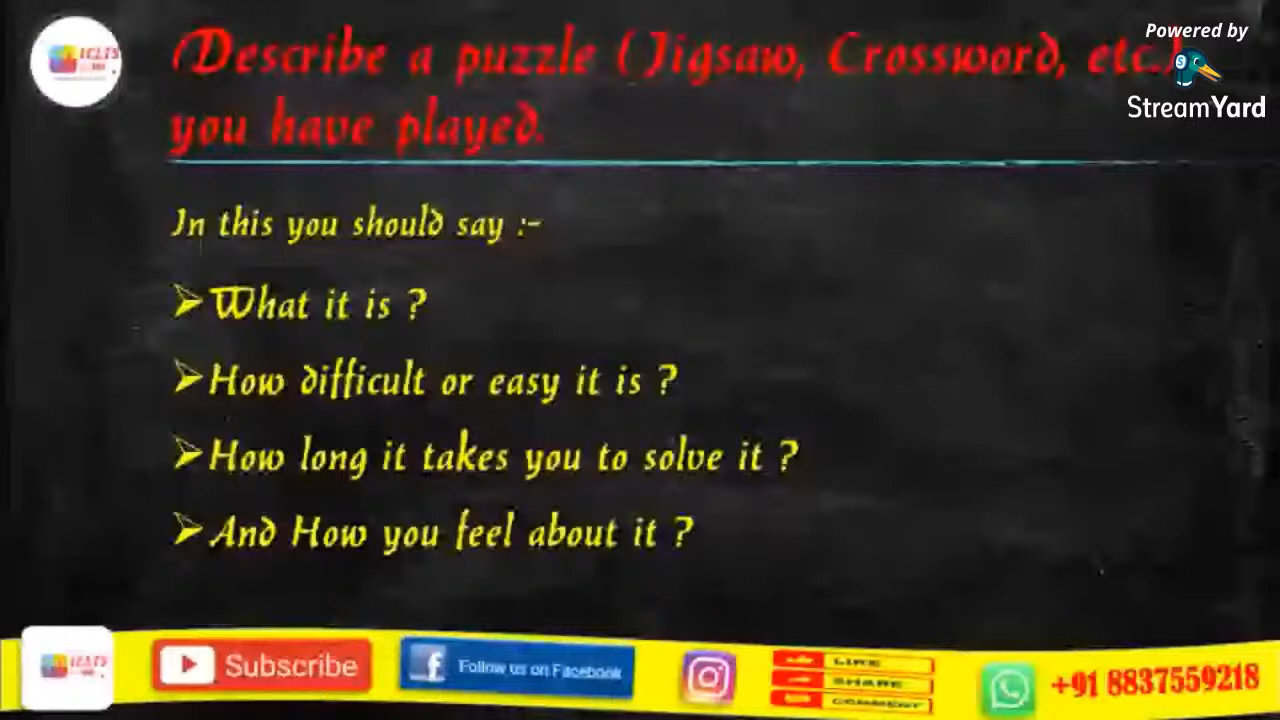 Describe a puzzle (Jigsaw, Crossword, etc.)
you have played.
Powered by
StreamYard
IELTS
In this you should say :-
➢What it is ?
➢How difficult or easy it is ?
➢How long it takes you to solve it ?
➢And How you feel about it ?
IELTS
Subscribe
Follow us on Facebook
LIKE
SHARE
COMMENT
+91 8837559218